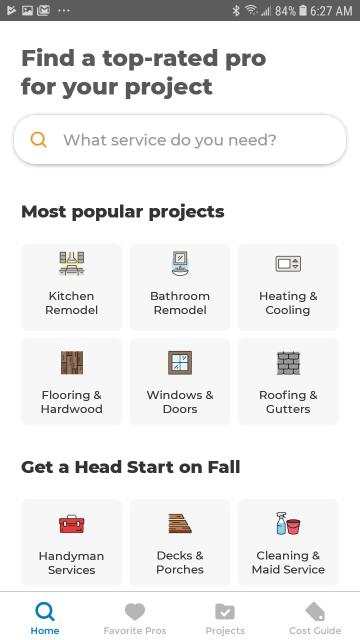 84% 6:27 AM
Find a top-rated pro
for your project
What service do you need?
Most popular projects
Kitchen
Remodel
Bathroom
Remodel
Heating &
Cooling
Flooring &
Hardwood
Windows &
Doors
Roofing &
Gutters
Get a Head Start on Fall
Handyman
Services
Decks &
Porches
Cleaning &
Maid Service
Home
Favorite Pros
Projects
Cost Guide